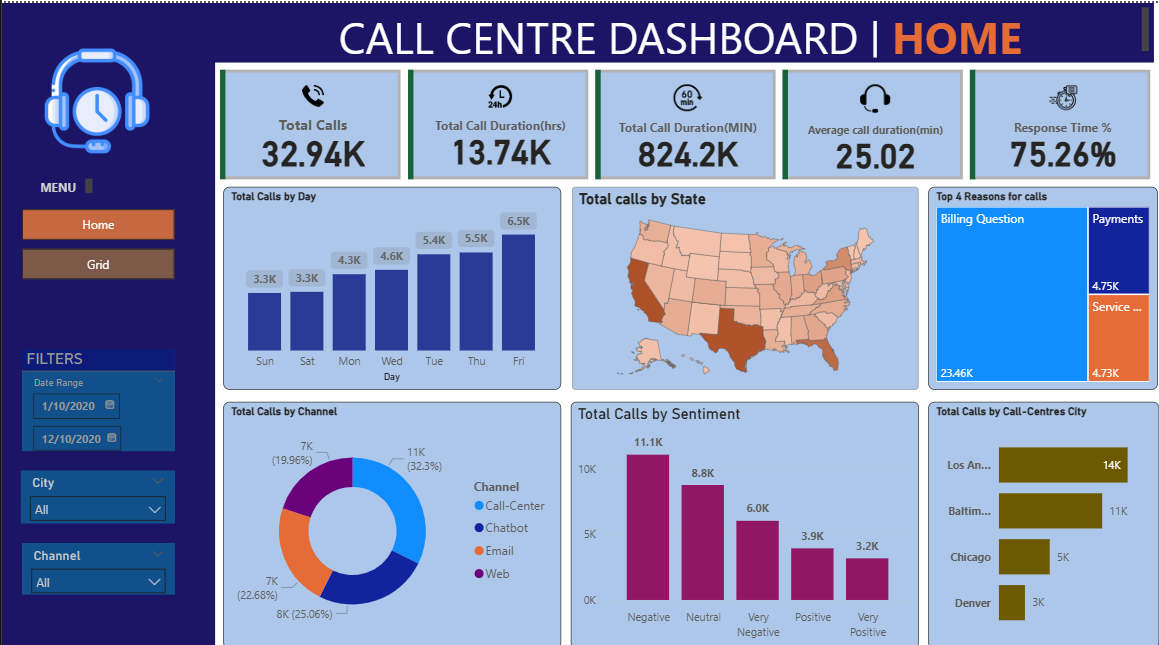 CALL CENTRE DASHBOARD | HOME
MENU
Home
Grid
FILTERS
Date Range
1/10/2020
12/10/2020
City
All
Channel
All
24h
60
min
Total Calls
32.94K
Total Call Duration(hrs)
13.74K
Total Call Duration(MIN)
824.2K
Average call duration(min)
25.02
Response Time %
75.26%
Total Calls by Day
3.3K
3.3K
4.3K
4.6K
5.4K
5.5K
6.5K
Sun Sat Mon Wed Tue Thu Fri
Day
Total calls by State
Top 4 Reasons for calls
Billing Question
23.46K
Payments
4.75K
Service ...
4.73K
Total Calls by Channel
11K
(32.3%)
8K (25.06%)
7K
(22.68%)
7K
(19.96%)
Channel
Call-Center
Chatbot
Email
Web
Total Calls by Sentiment
10K
5K
0K
11.1K
8.8K
6.0K
3.9K
3.2K
Negative
Neutral
Very
Negative
Positive
Very
Positive
Total Calls by Call-Centres City
Los An... 14K
Baltim... 11K
Chicago 5K
Denver 3K